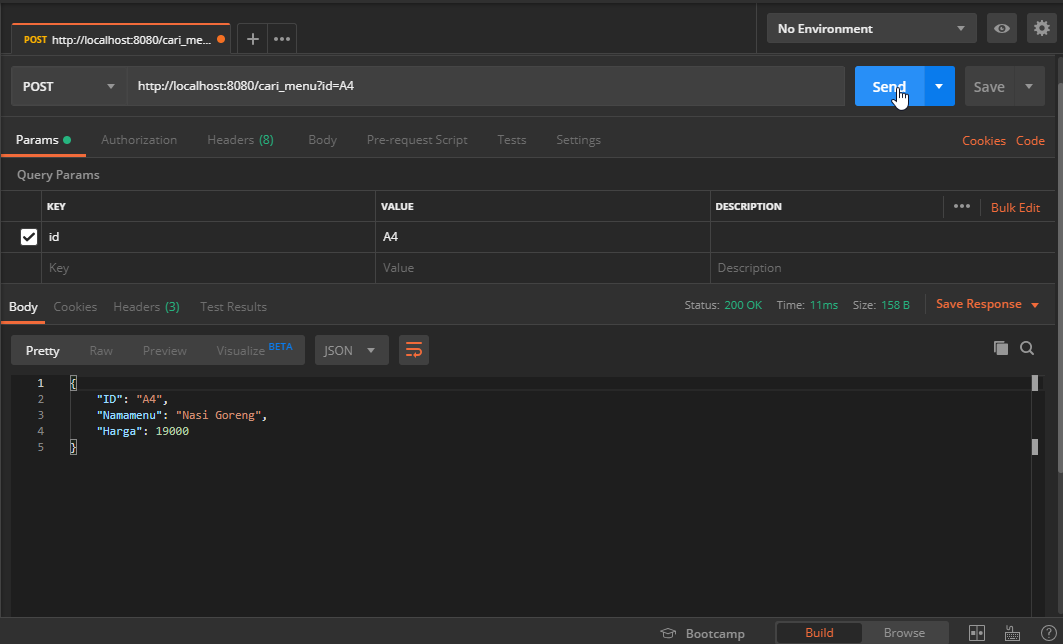 POST http://localhost:8080/cari_me...
No Environment
POST http://localhost:8080/cari_menu?id=A4 Send Save
Params Authorization Headers (8) Body Pre-request Script Tests Settings Cookies Code
Query Params
KEY VALUE DESCRIPTION Bulk Edit
id A4
Key Value Description
Body Cookies Headers (3) Test Results Status: 200 OK Time: 11ms Size: 158 B Save Response
Pretty Raw Preview Visualize BETA JSON
1 {
2 "ID": "A4",
3 "Namamenu": "Nasi Goreng",
4 "Harga": 19000
5 }
Bootcamp Build Browse